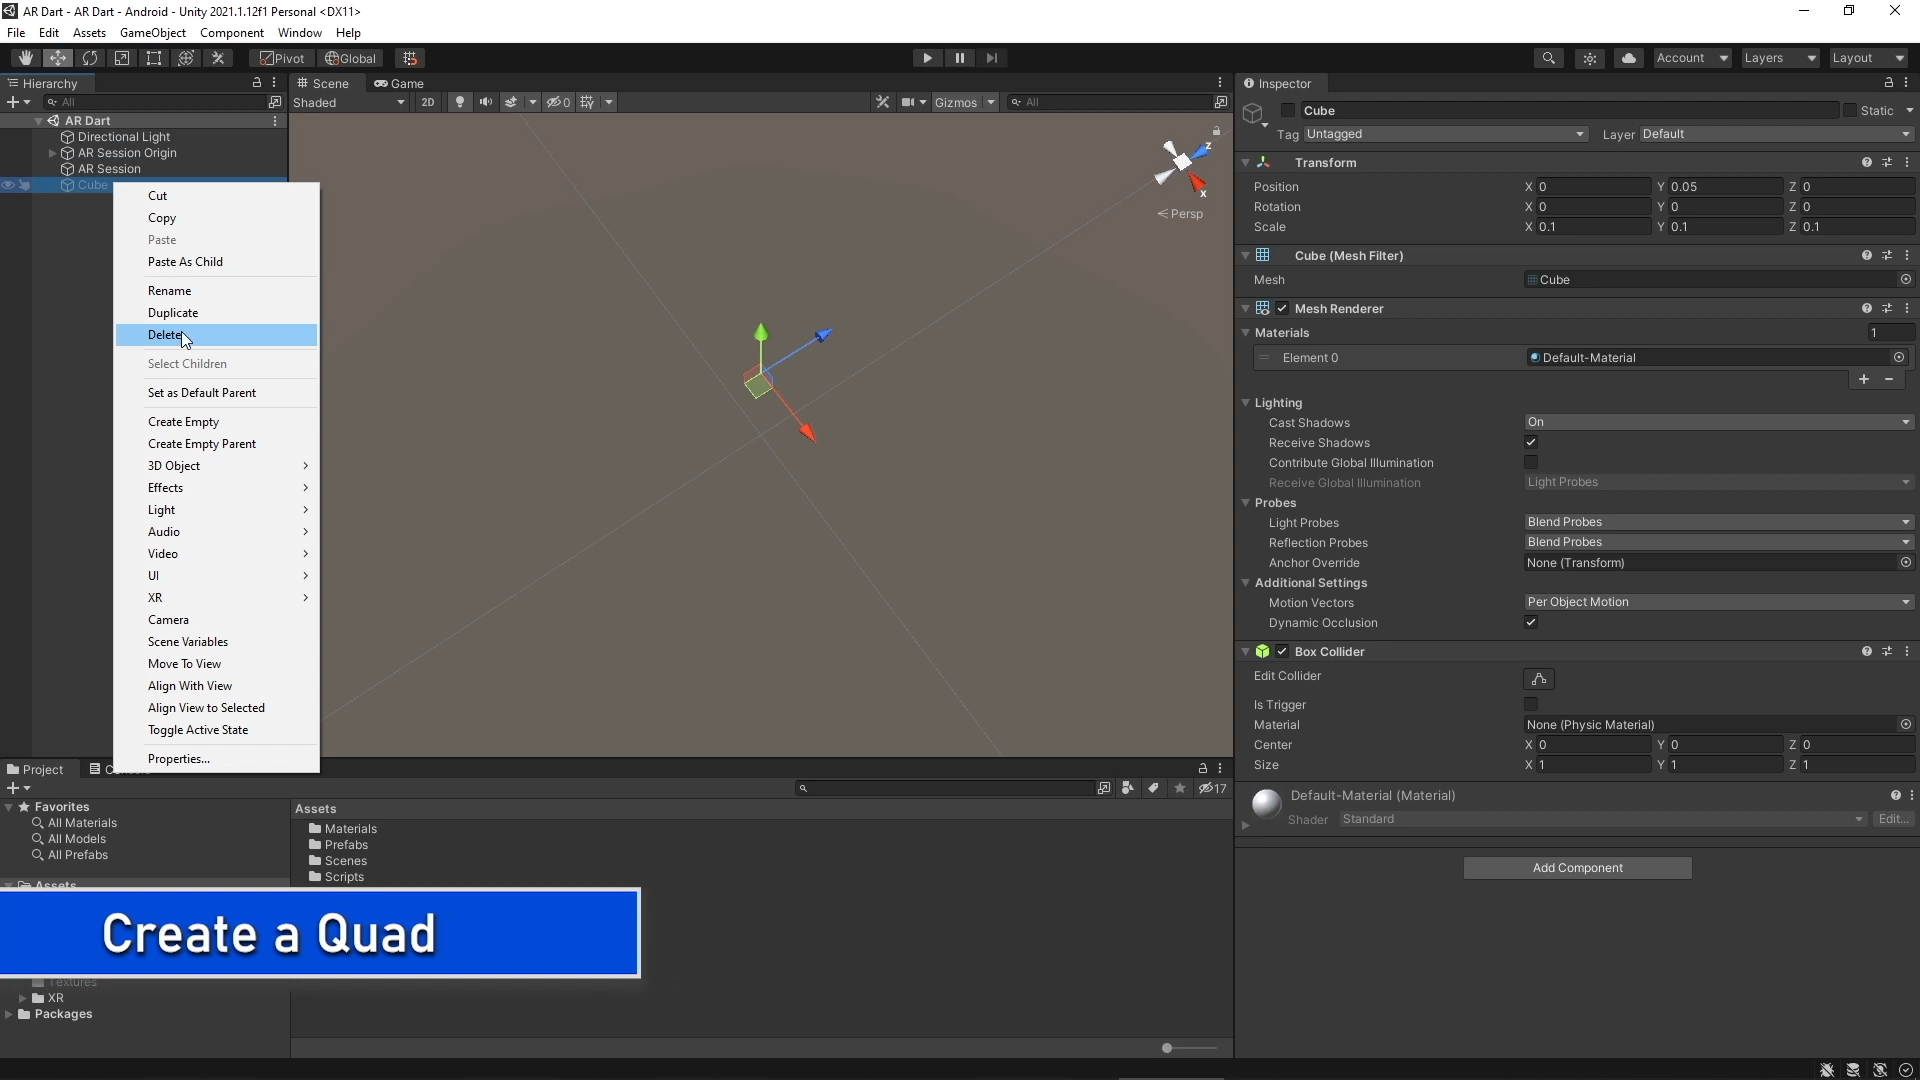 AR Dart - AR Dart - Android - Unity 2021.1.12f1 Personal <DX11>
File Edit Assets GameObject Component Window Help
Pivot Global Account Layers Layout
Hierarchy
All
AR Dart
Directional Light
AR Session Origin
AR Session
Cube
Cut
Copy
Paste
Paste As Child
Rename
Duplicate
Delete
Select Children
Set as Default Parent
Create Empty
Create Empty Parent
3D Object
Effects
Light
Audio
Video
UI
XR
Camera
Scene Variables
Move To View
Align With View
Align View to Selected
Toggle Active State
Properties...
Scene Game
Shaded 2D 0 Gizmos All
z
x
Persp
Inspector
Cube Static
Tag Untagged Layer Default
Transform
Position X 0 Y 0.05 Z 0
Rotation X 0 Y 0 Z 0
Scale X 0.1 Y 0.1 Z 0.1
Cube (Mesh Filter)
Mesh Cube
Mesh Renderer
Materials 1
Element 0 Default-Material
Lighting
Cast Shadows On
Receive Shadows
Contribute Global Illumination
Receive Global Illumination Light Probes
Probes
Light Probes Blend Probes
Reflection Probes Blend Probes
Anchor Override None (Transform)
Additional Settings
Motion Vectors Per Object Motion
Dynamic Occlusion
Box Collider
Edit Collider
Is Trigger
Material None (Physic Material)
Center X 0 Y 0 Z 0
Size X 1 Y 1 Z 1
Default-Material (Material)
Shader Standard Edit...
Add Component
Project
17
Favorites
All Materials
All Models
All Prefabs
Assets
Textures
XR
Packages
Assets
Materials
Prefabs
Scenes
Scripts
Create a Quad